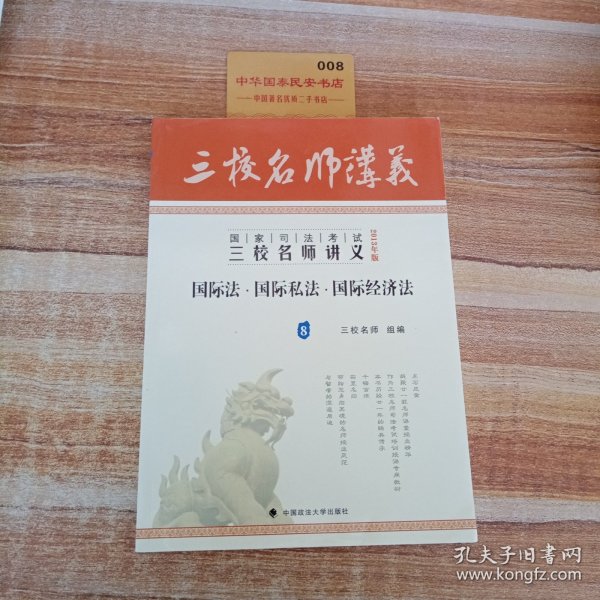 008
中华国泰民安书店
中国著名优质二手书店
三校名师講義
国家司法考试
三校名师讲义
2013年版
国际法·国际私法·国际经济法
8
三校名师 组编
中国政法大学出版社
孔夫子旧书网
www.kongfz.com